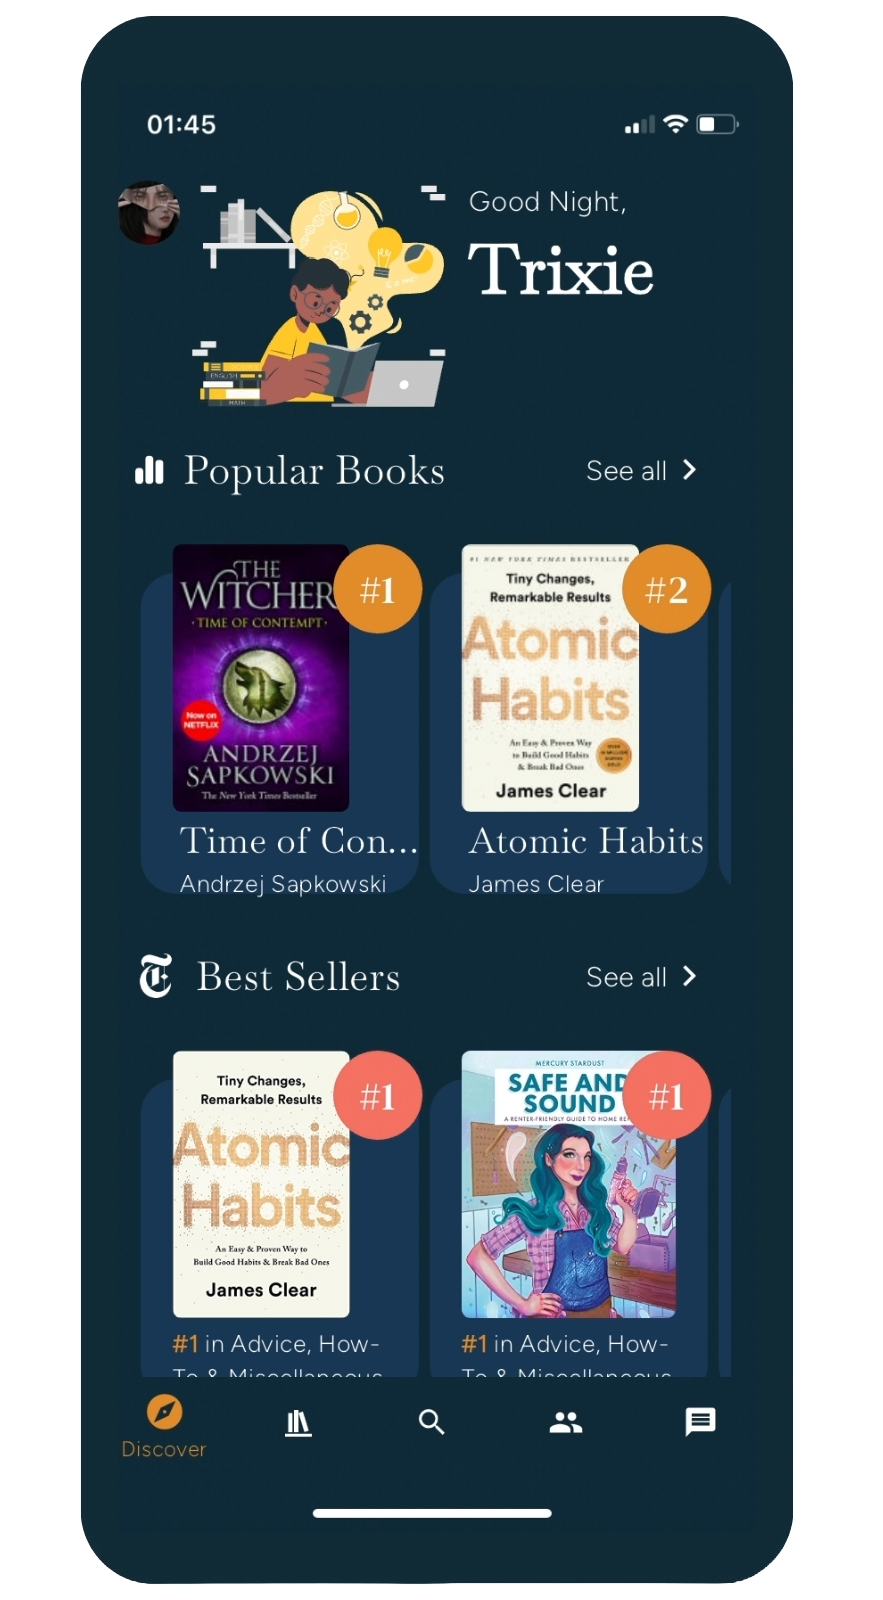 01:45
Good Night,
Trixie
ENGLISH
MATH
Popular Books
See all
THE
WITCHER
·TIME OF CONTEMPT·
Now on
NETFLIX
ANDRZEJ
SAPKOWSKI
The New York Times Bestseller
#1
Time of Con...
Andrzej Sapkowski
#1 NEW YORK TIMES BESTSELLER
Tiny Changes,
Remarkable Results
Atomic
Habits
An Easy & Proven Way
to Build Good Habits
& Break Bad Ones
James Clear
#2
Atomic Habits
James Clear
T
Best Sellers
See all
Tiny Changes,
Remarkable Results
Atomic
Habits
An Easy & Proven Way to
Build Good Habits & Break Bad Ones
James Clear
#1
#1 in Advice, How-
To & Miscellaneous
MERCURY STARDUST
SAFE AND
SOUND
A RENTER-FRIENDLY GUIDE TO HOME
#1
#1 in Advice, How-
To & Miscellaneous
Discover